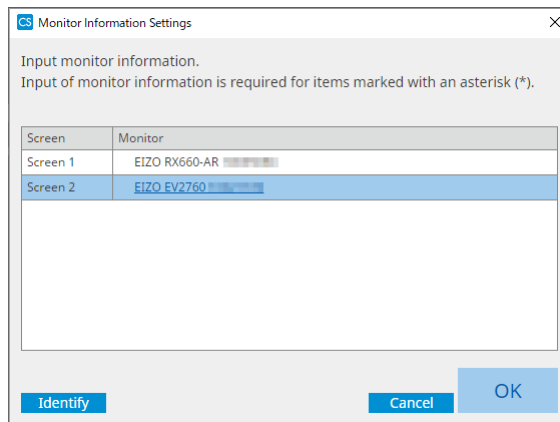 CS Monitor Information Settings
Input monitor information.
Input of monitor information is required for items marked with an asterisk (*).
Screen Monitor
Screen 1 EIZO RX660-AR
Screen 2 EIZO EV2760
Identify Cancel OK